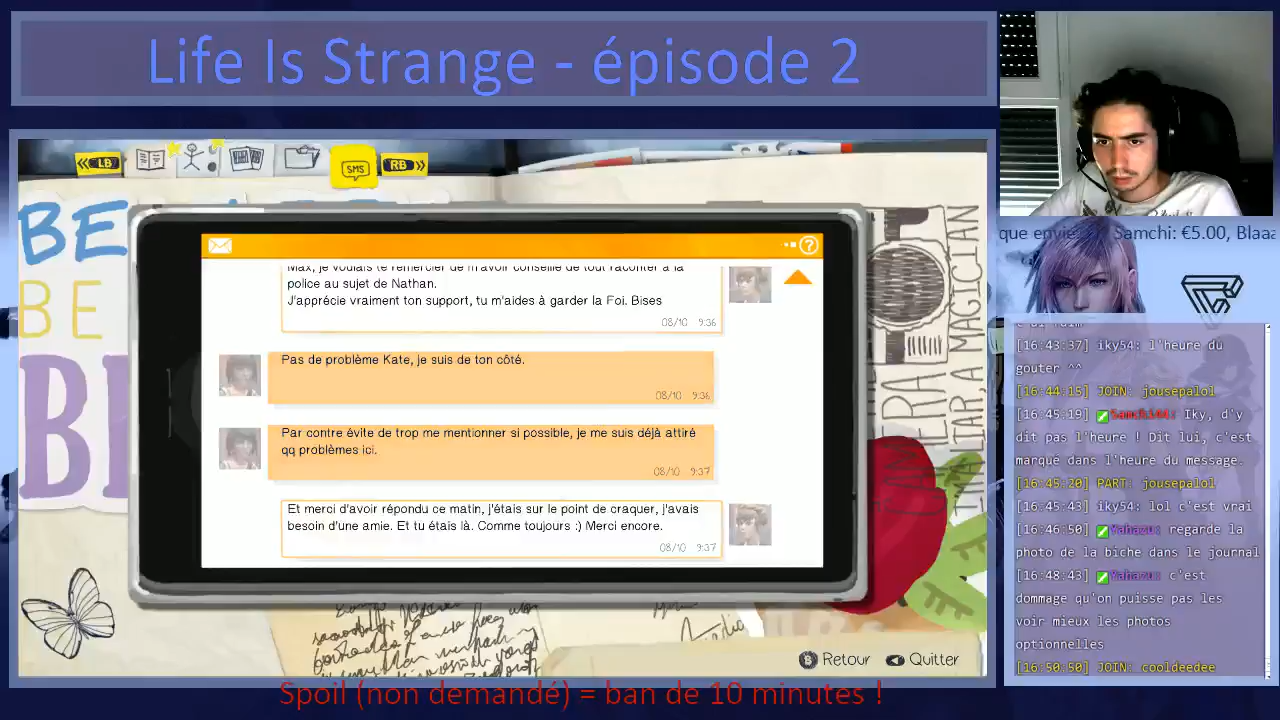 Life Is Strange - épisode 2
LB
SMS
RB
BE
BE
Max, je voulais te remercier de m'avoir conseillé de tout raconter à la
police au sujet de Nathan.
J'apprécie vraiment ton support, tu m'aides à garder la Foi. Bises
08/10 9:36
Pas de problème Kate, je suis de ton côté.
08/10 9:36
Par contre évite de trop me mentionner si possible, je me suis déjà attiré
qq problèmes ici.
08/10 9:37
Et merci d'avoir répondu ce matin, j'étais sur le point de craquer, j'avais
besoin d'une amie. Et tu étais là. Comme toujours :) Merci encore.
08/10 9:37
B Retour
Quitter
Samchi: €5.00,
[16:43:37] iky54: l'heure du
gouter ^^
[16:44:15] JOIN: jousepalol
[16:45:19] Samchi44: Iky, d'y
dit pas l'heure ! Dit lui, c'est
marqué dans l'heure du message.
[16:45:20] PART: jousepalol
[16:45:43] iky54: lol c'est vrai
[16:46:50] Yahazu: regarde la
photo de la biche dans le journal
[16:48:43] Yahazu: c'est
dommage qu'on puisse pas les
voir mieux les photos
optionnelles
[16:50:50] JOIN: cooldeedee
Spoil (non demandé) = ban de 10 minutes !